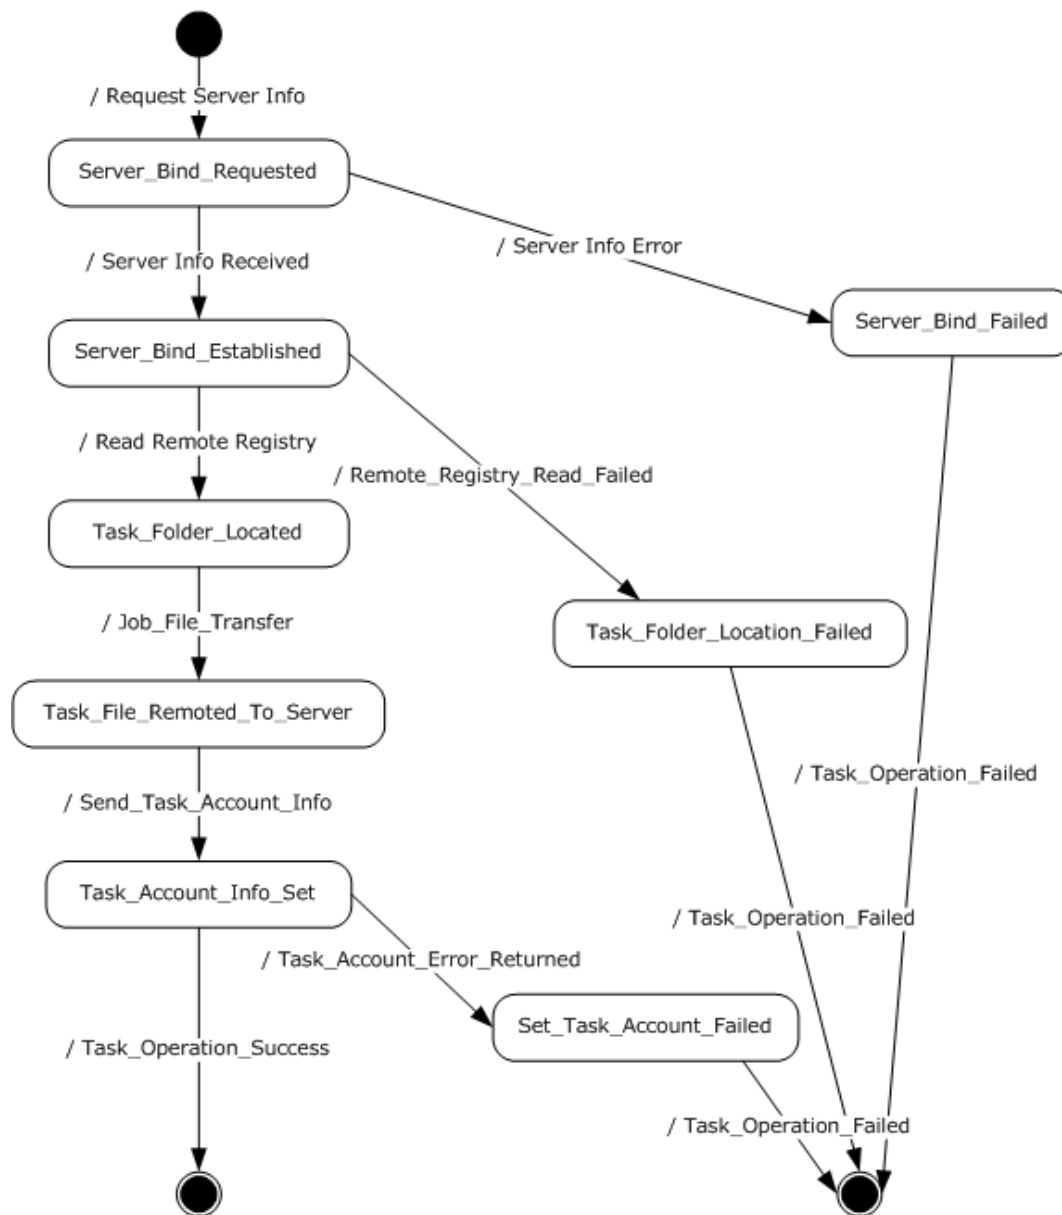 / Request Server Info
Server_Bind_Requested
/ Server Info Error
/ Server Info Received
Server_Bind_Failed
Server_Bind_Established
/ Read Remote Registry
/ Remote_Registry_Read_Failed
Task_Folder_Located
/ Job_File_Transfer
Task_Folder_Location_Failed
Task_File_Remoted_To_Server
/ Task_Operation_Failed
/ Send_Task_Account_Info
Task_Account_Info_Set
/ Task_Operation_Failed
/ Task_Account_Error_Returned
Set_Task_Account_Failed
/ Task_Operation_Success
/ Task_Operation_Failed